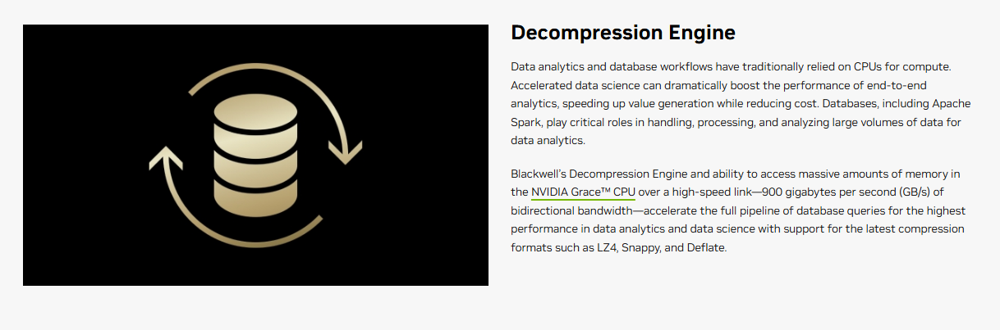 Decompression Engine
Data analytics and database workflows have traditionally relied on CPUs for compute.
Accelerated data science can dramatically boost the performance of end-to-end
analytics, speeding up value generation while reducing cost. Databases, including Apache
Spark, play critical roles in handling, processing, and analyzing large volumes of data for
data analytics.
Blackwell’s Decompression Engine and ability to access massive amounts of memory in
the NVIDIA Grace™ CPU over a high-speed link—900 gigabytes per second (GB/s) of
bidirectional bandwidth—accelerate the full pipeline of database queries for the highest
performance in data analytics and data science with support for the latest compression
formats such as LZ4, Snappy, and Deflate.